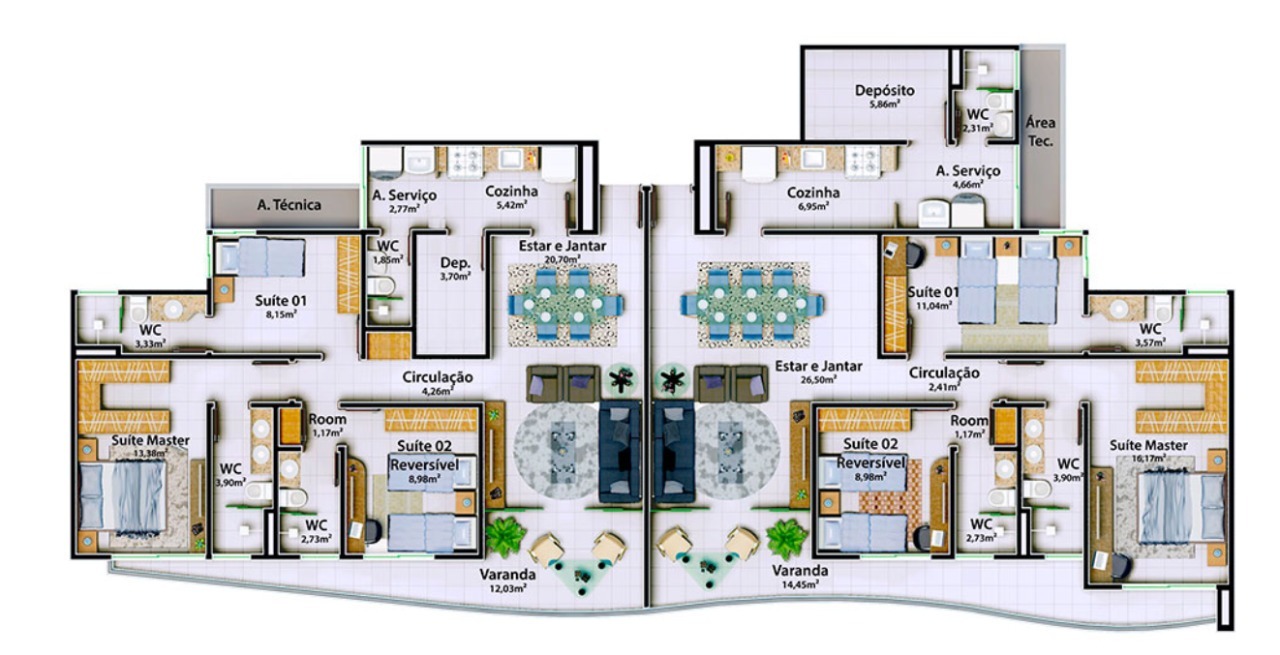 Depósito
5,86m²
WC
2,31m²
Área
Tec.
A. Serviço
2,77m²
Cozinha
5,42m²
Cozinha
6,95m²
A. Serviço
4,66m²
A. Técnica
WC
1,85m²
Dep.
3,70m²
Estar e Jantar
20,70m²
Suíte 01
8,15m²
WC
3,33m²
Suíte 01
11,04m²
WC
3,57m²
Circulação
4,26m²
Estar e Jantar
26,50m²
Circulação
2,41m²
Suíte Master
13,38m²
WC
3,90m²
Room
1,17m²
Suíte 02
Reversível
8,98m²
WC
2,73m²
Suíte 02
Reversível
8,98m²
Room
1,17m²
WC
2,73m²
WC
3,90m²
Suíte Master
16,17m²
Varanda
12,03m²
Varanda
14,45m²